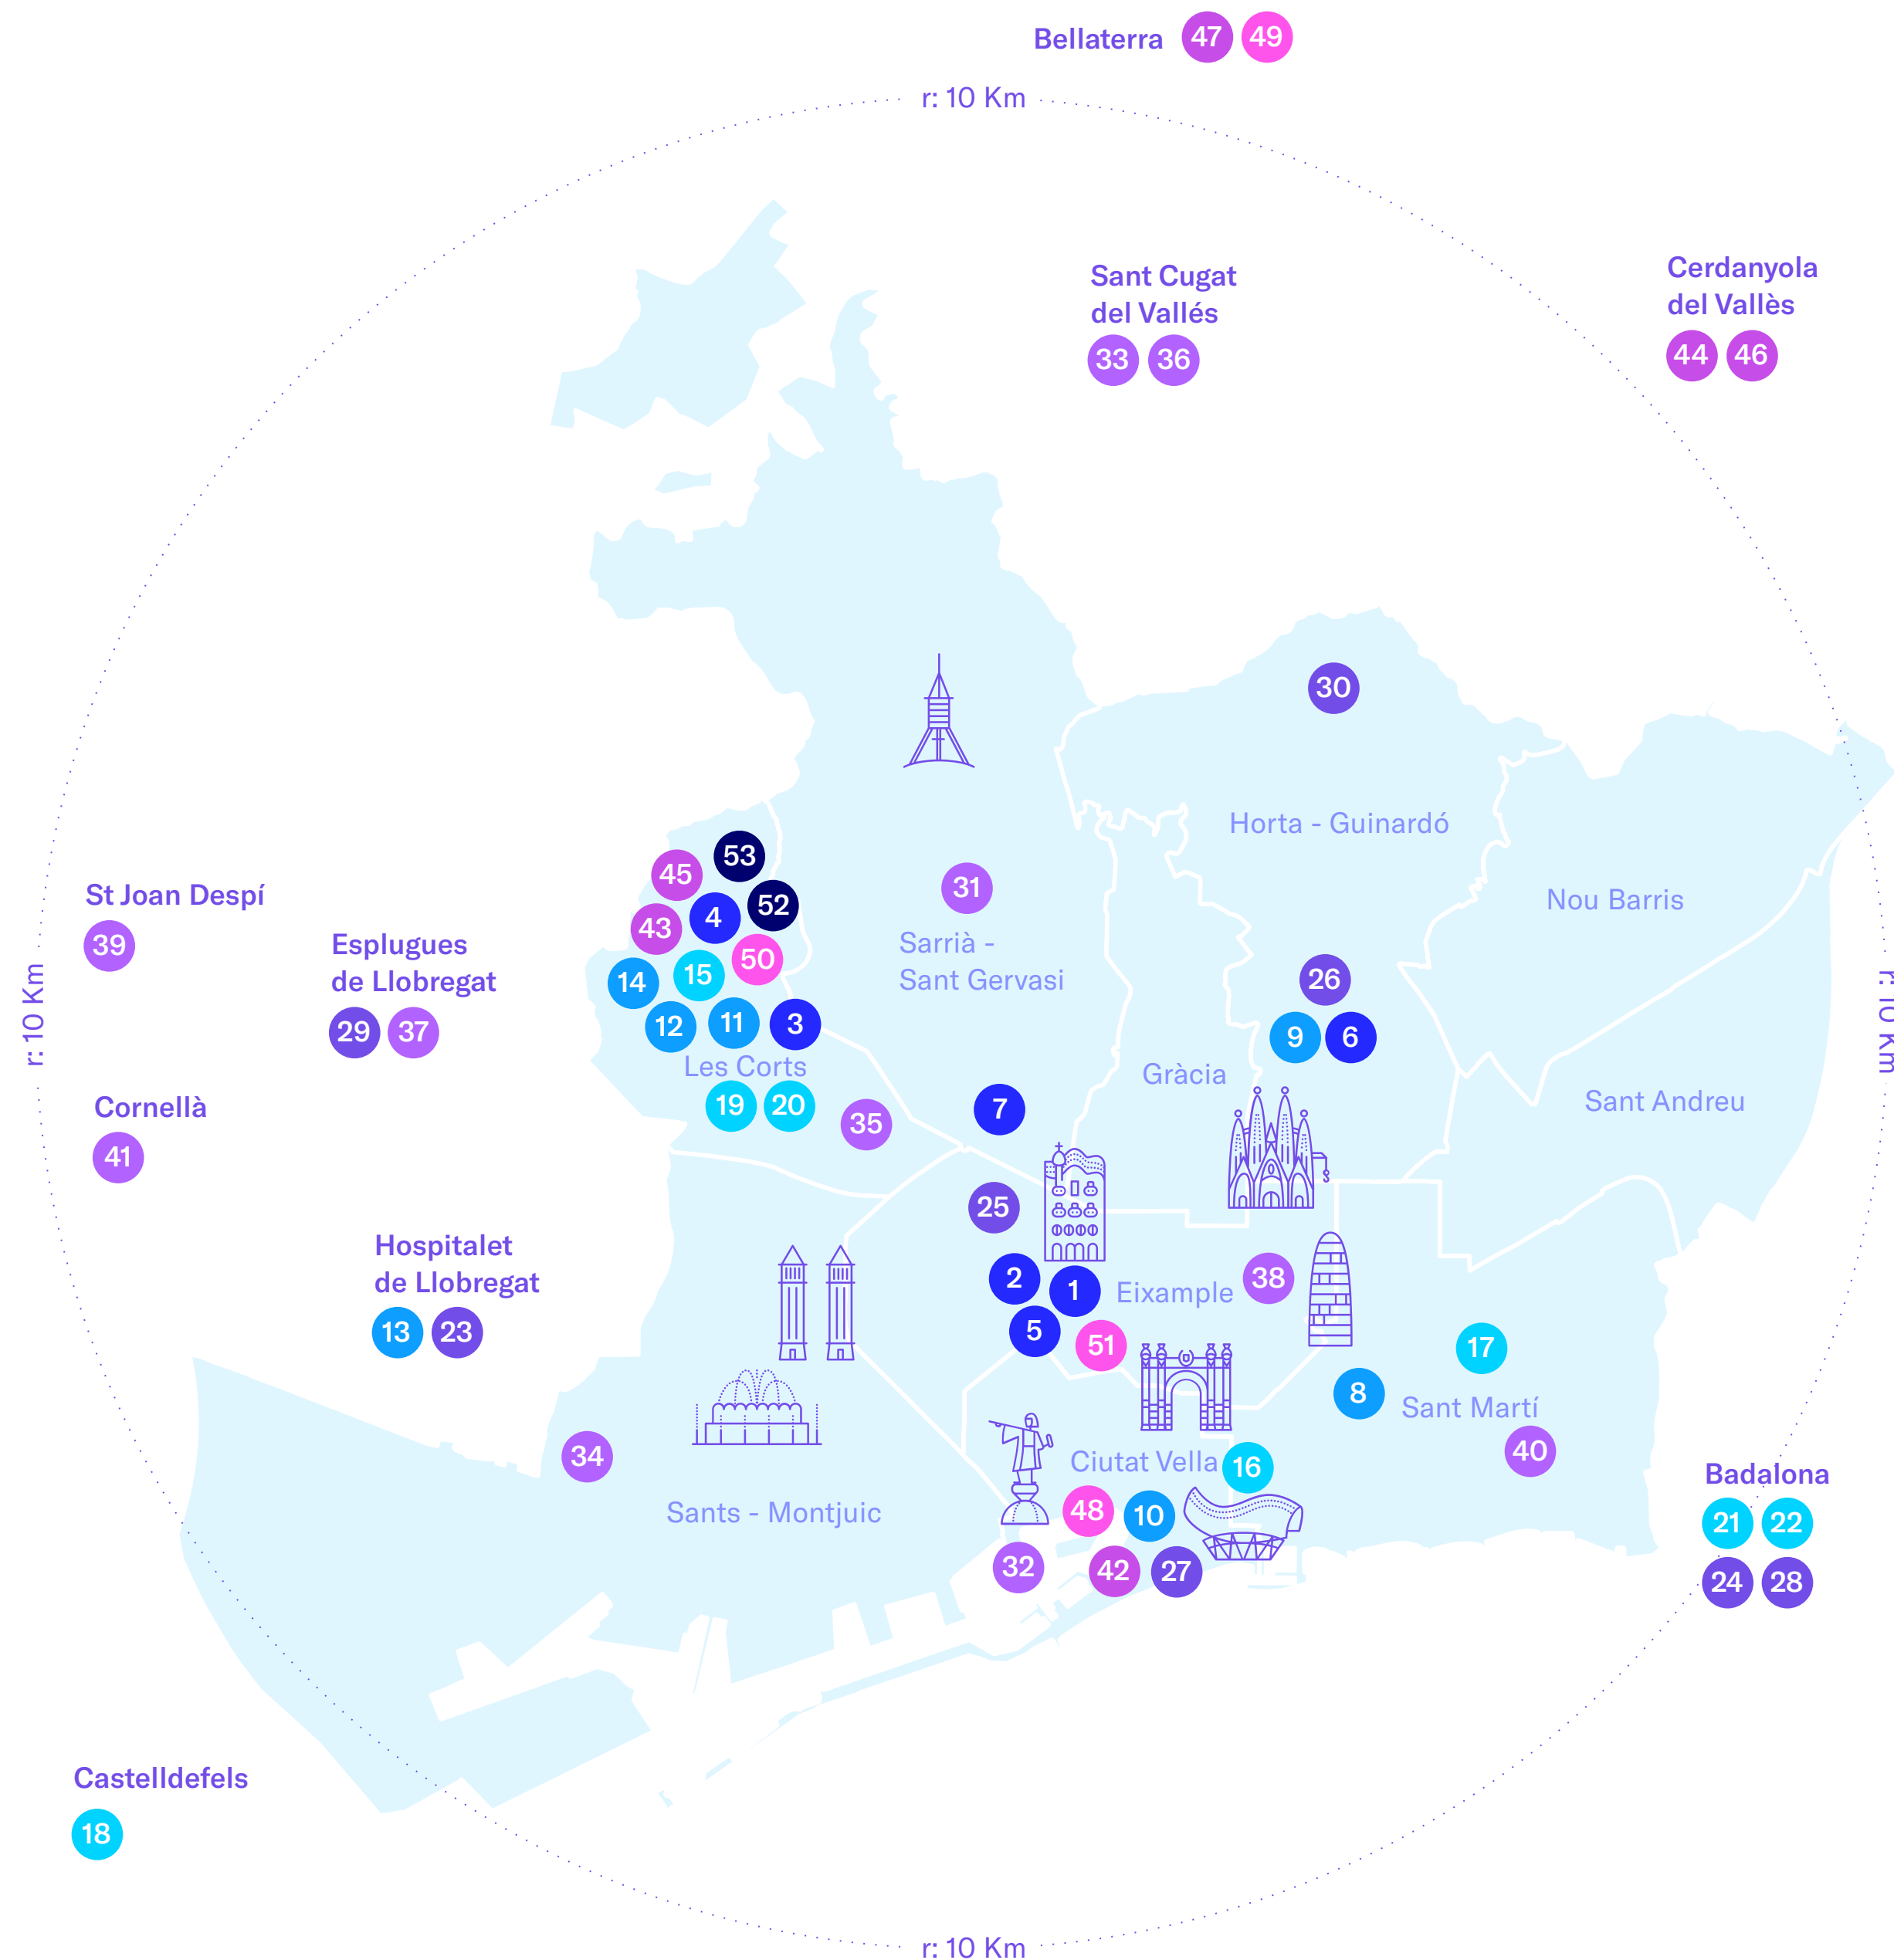 Bellaterra 47 49
r: 10 Km
Sant Cugat
del Vallés
33 36
Cerdanyola
del Vallès
44 46
30
Horta - Guinardó
53
45
52
4
43
50
15
14
11
3
12
Les Corts
19 20
35
31
Sarrià -
Sant Gervasi
Nou Barris
St Joan Despí
39
Esplugues
de Llobregat
29 37
r: 10 Km
r: 10 Km
26
9 6
Gràcia
Sant Andreu
Cornellà
41
7
25
Hospitalet
de Llobregat
13 23
2
1
Eixample
38
5
51
17
8
Sant Martí
40
34
Sants - Montjuic
Ciutat Vella
16
48
10
32
42
27
Badalona
21 22
24 28
Castelldefels
18
r: 10 Km